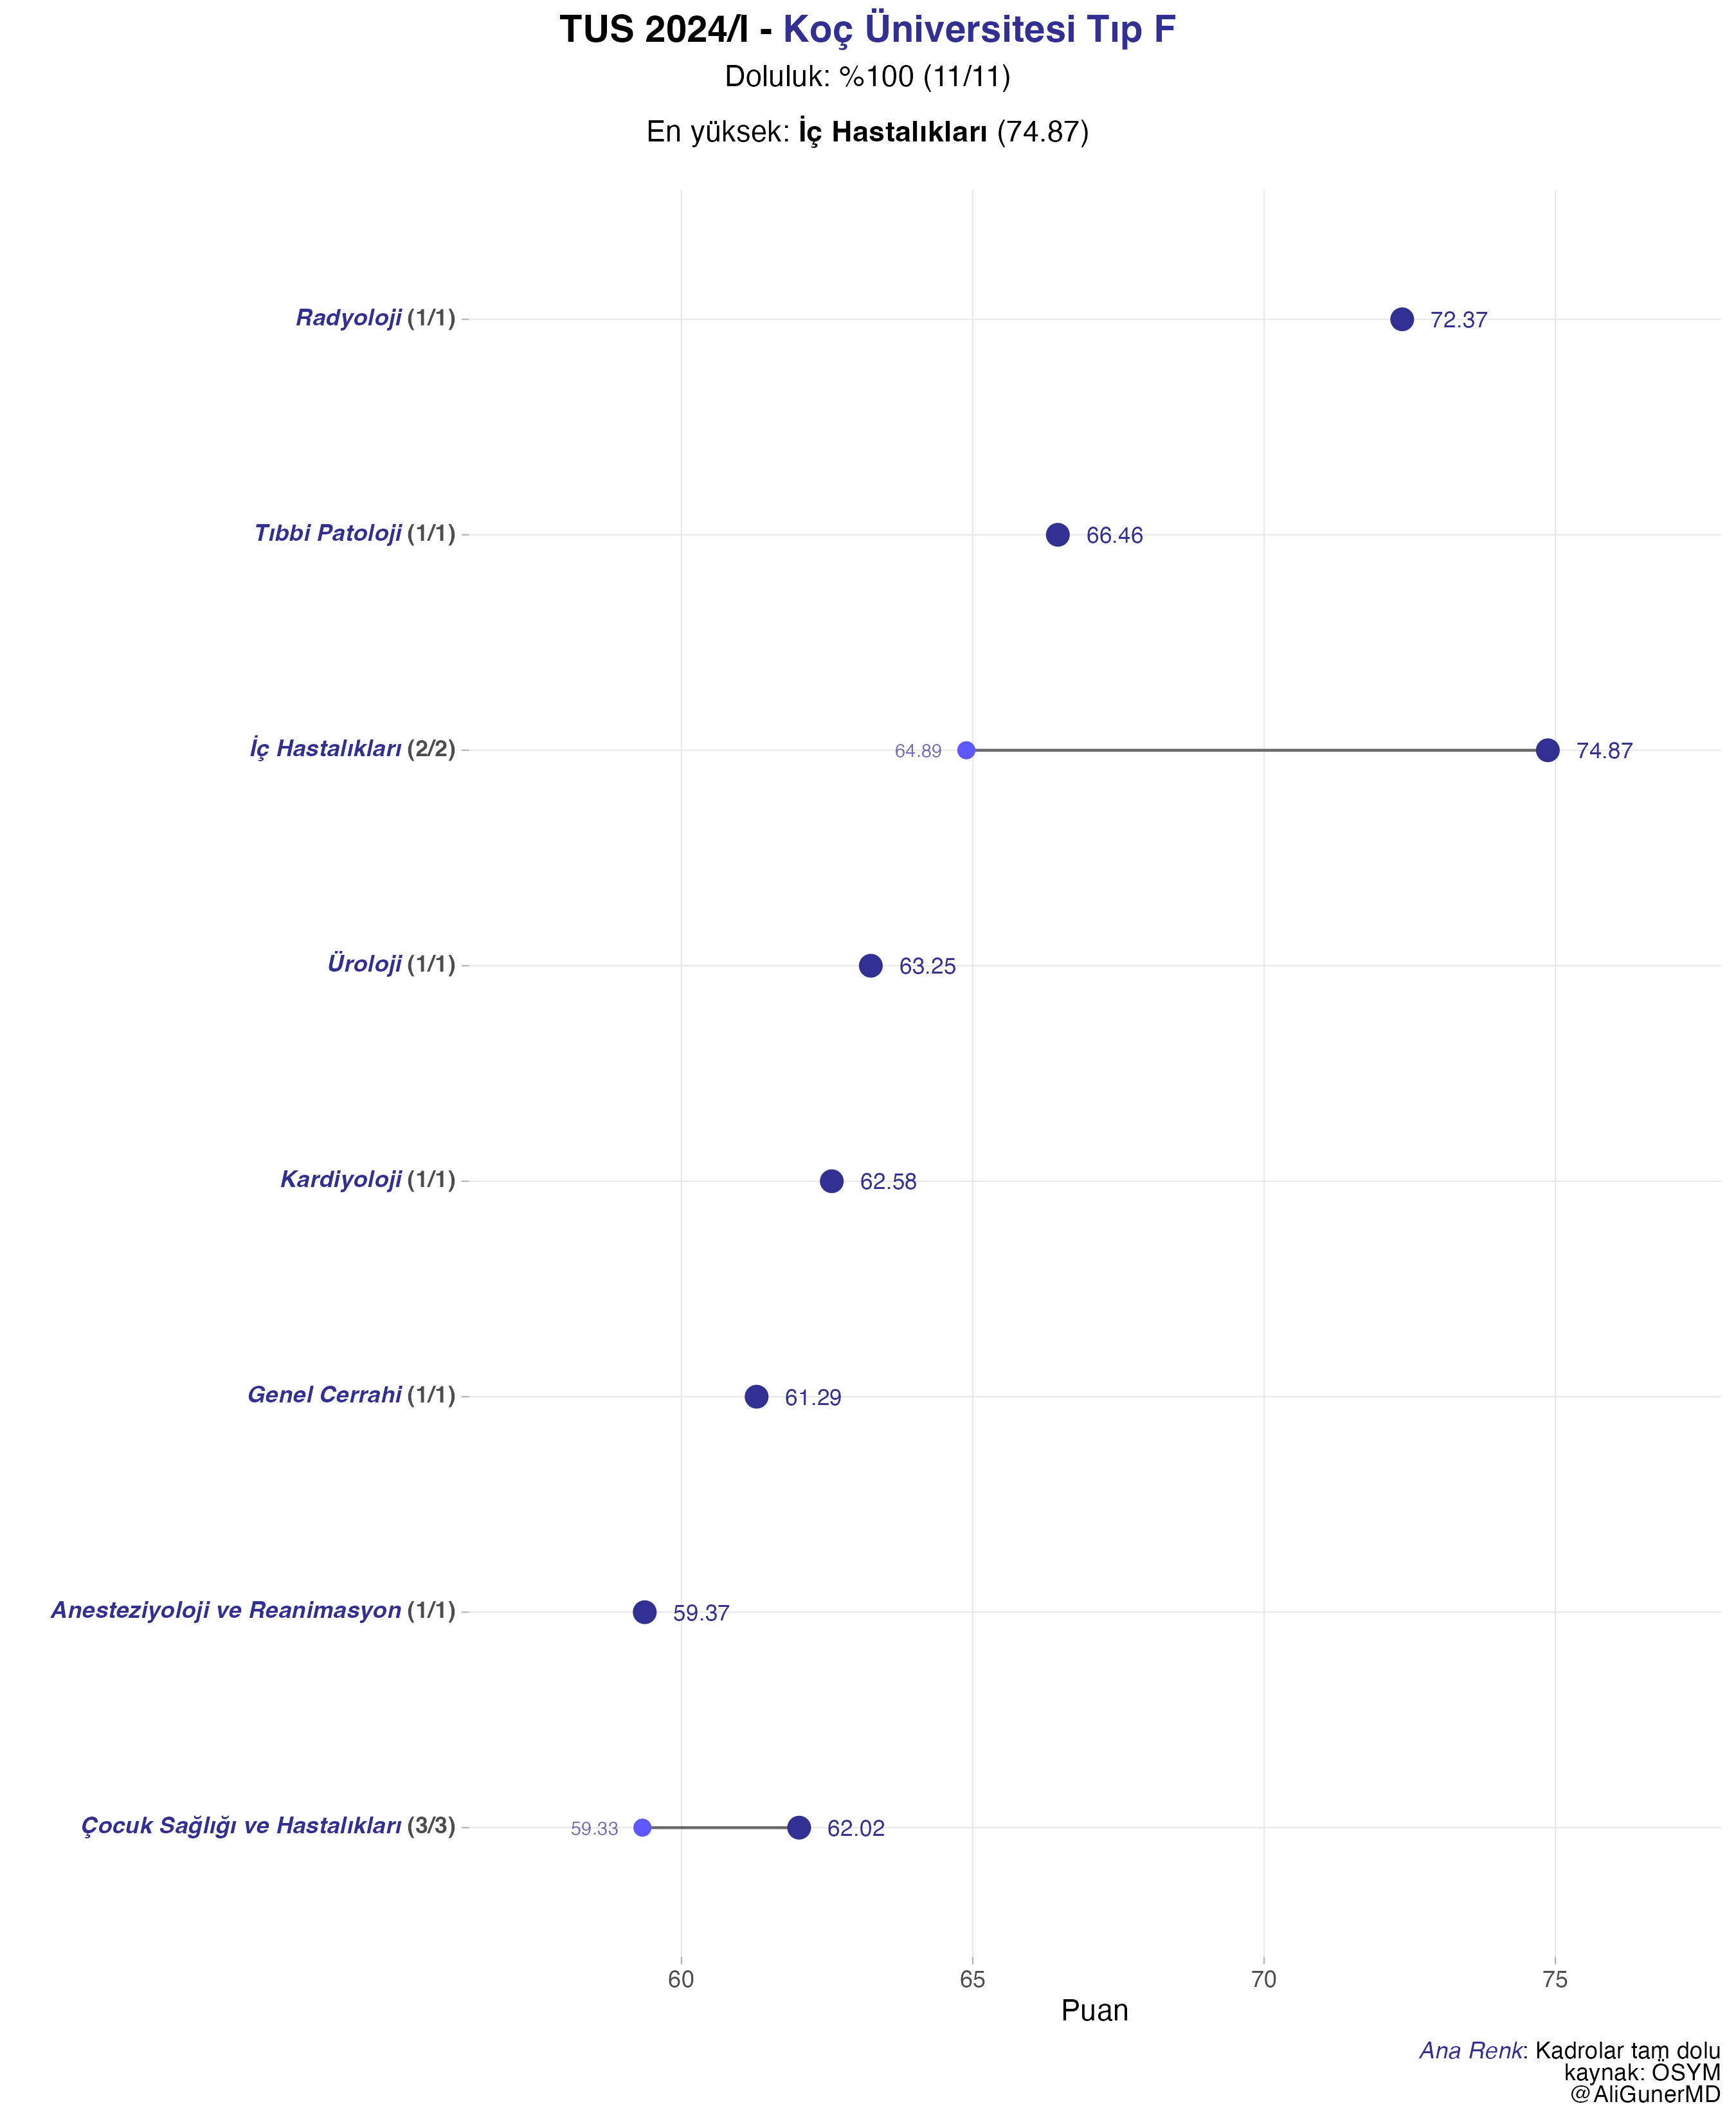 TUS 2024/I - Koç Üniversitesi Tıp F
Doluluk: %100 (11/11)
En yüksek: İç Hastalıkları (74.87)
Radyoloji (1/1) 72.37
Tıbbi Patoloji (1/1) 66.46
İç Hastalıkları (2/2) 64.89 74.87
Üroloji (1/1) 63.25
Kardiyoloji (1/1) 62.58
Genel Cerrahi (1/1) 61.29
Anesteziyoloji ve Reanimasyon (1/1) 59.37
Çocuk Sağlığı ve Hastalıkları (3/3) 59.33 62.02
60 65 70 75
Puan
Ana Renk: Kadrolar tam dolu
kaynak: ÖSYM
@AliGunerMD